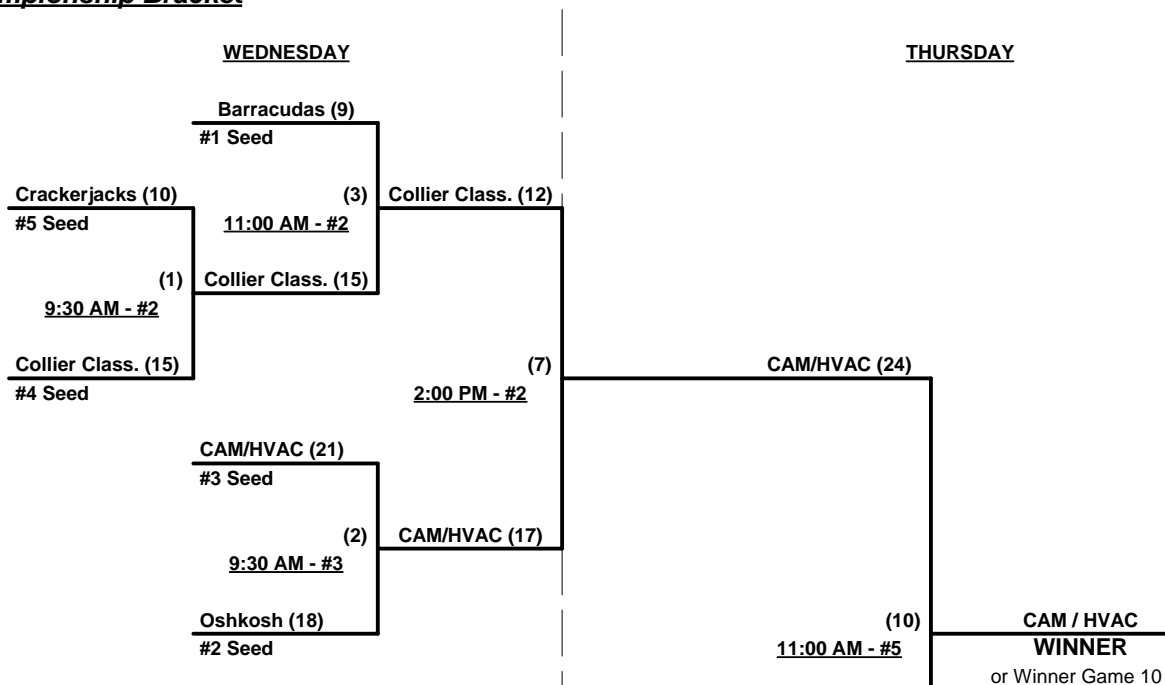 Championship Bracket
WEDNESDAY
THURSDAY
Barracudas (9)
#1 Seed
Crackerjacks (10)
(3)
Collier Class. (12)
#5 Seed
11:00 AM - #2
(1)
Collier Class. (15)
9:30 AM - #2
Collier Class. (15)
(7)
CAM/HVAC (24)
#4 Seed
2:00 PM - #2
CAM/HVAC (21)
#3 Seed
(2)
CAM/HVAC (17)
9:30 AM - #3
Oshkosh (18)
(10)
CAM / HVAC
#2 Seed
11:00 AM - #5
WINNER
or Winner Game 10